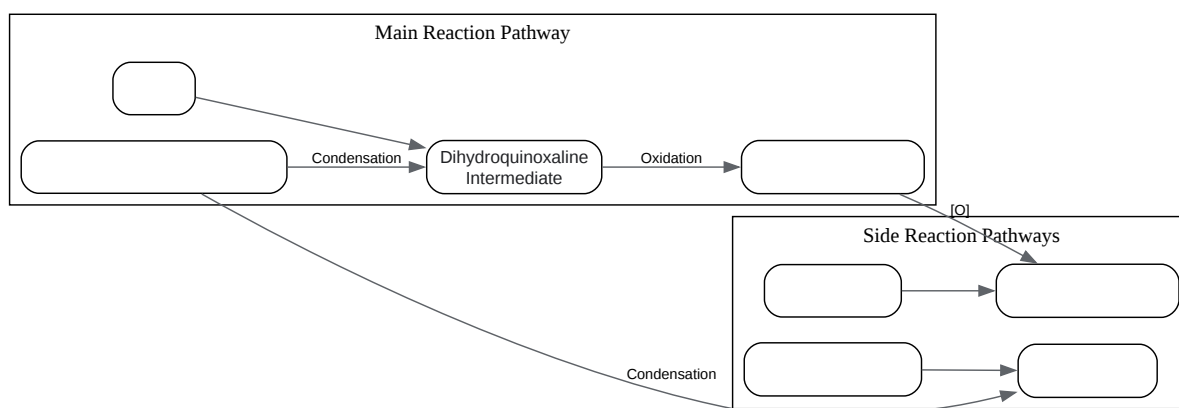 Main Reaction Pathway
Condensation
Dihydroquinoxaline
Intermediate
Oxidation
[O]
Side Reaction Pathways
Condensation